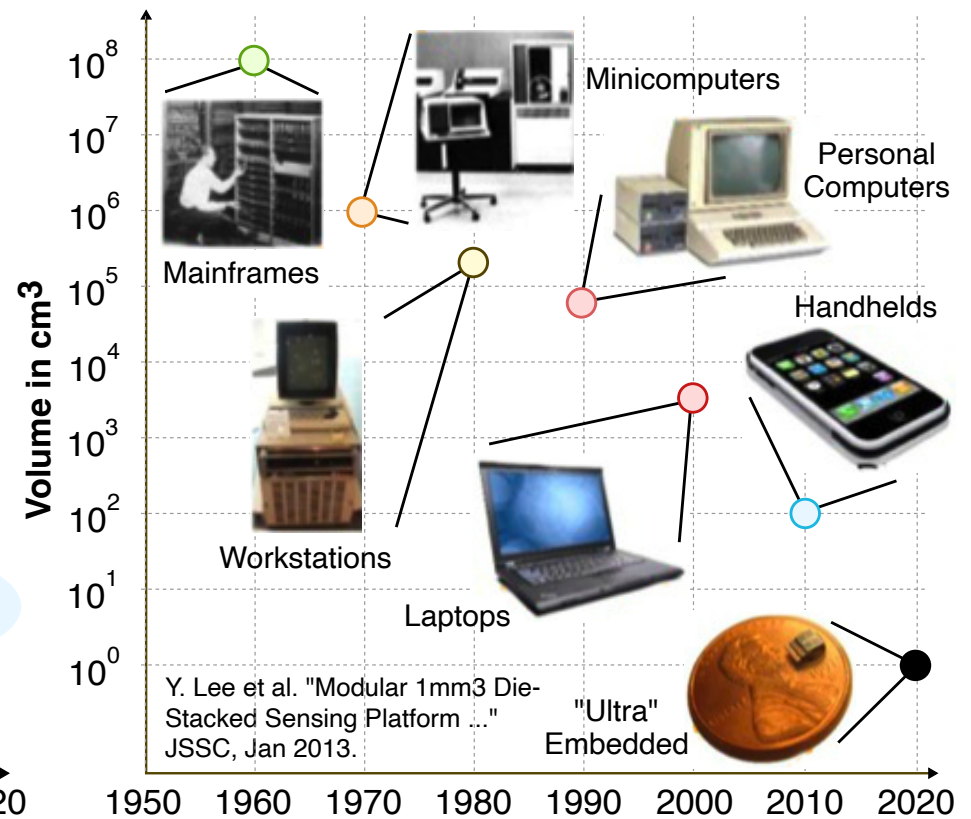 10^8
10^7
10^6
10^5
10^4
10^3
10^2
10^1
10^0
Volume in cm^3
Mainframes
Minicomputers
Personal
Computers
Handhelds
Workstations
Laptops
"Ultra"
Embedded
Y. Lee et al. "Modular 1mm3 Die-
Stacked Sensing Platform ..."
JSSC, Jan 2013.
20
1950 1960 1970 1980 1990 2000 2010 2020